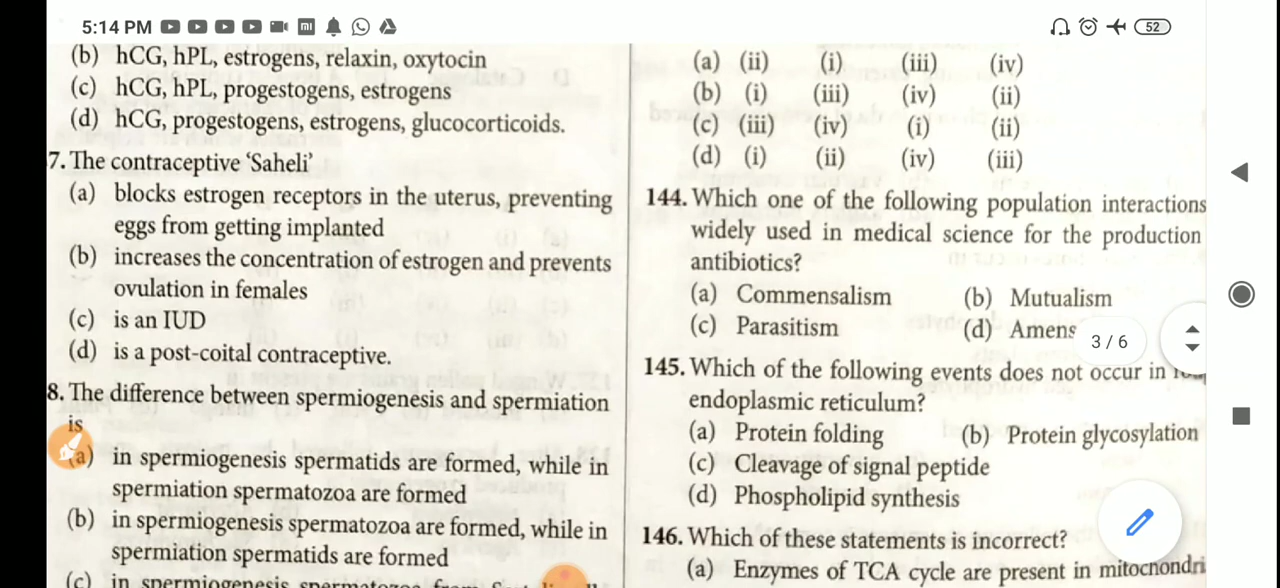 5:14 PM
52
(b) hCG, hPL, estrogens, relaxin, oxytocin
(c) hCG, hPL, progestogens, estrogens
(d) hCG, progestogens, estrogens, glucocorticoids.
7. The contraceptive ‘Saheli’
(a) blocks estrogen receptors in the uterus, preventing
eggs from getting implanted
(b) increases the concentration of estrogen and prevents
ovulation in females
(c) is an IUD
(d) is a post-coital contraceptive.
8. The difference between spermiogenesis and spermiation
is
(a) in spermiogenesis spermatids are formed, while in
spermiation spermatozoa are formed
(b) in spermiogenesis spermatozoa are formed, while in
spermiation spermatids are formed
(c) in spermiogenesis
(a) (ii) (i) (iii) (iv)
(b) (i) (iii) (iv) (ii)
(c) (iii) (iv) (i) (ii)
(d) (i) (ii) (iv) (iii)
144. Which one of the following population interactions
widely used in medical science for the production
antibiotics?
(a) Commensalism (b) Mutualism
(c) Parasitism (d) Amens
3 / 6
145. Which of the following events does not occur in
endoplasmic reticulum?
(a) Protein folding (b) Protein glycosylation
(c) Cleavage of signal peptide
(d) Phospholipid synthesis
146. Which of these statements is incorrect?
(a) Enzymes of TCA cycle are present in mitochondri